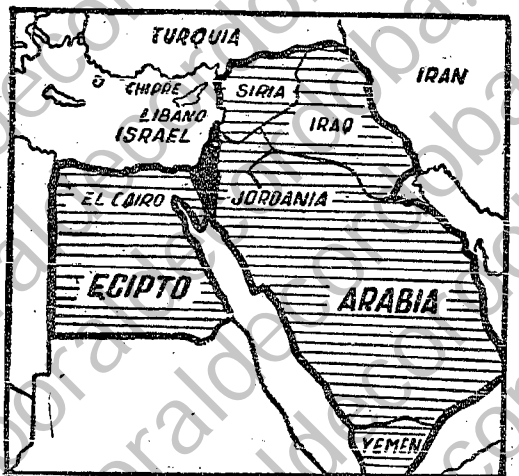 TURQUIA
IRAN
CHIPRE
SIRIA
LIBANO
IRAQ
ISRAEL
EL CAIRO
JORDANIA
EGIPTO
ARABIA
YEMEN